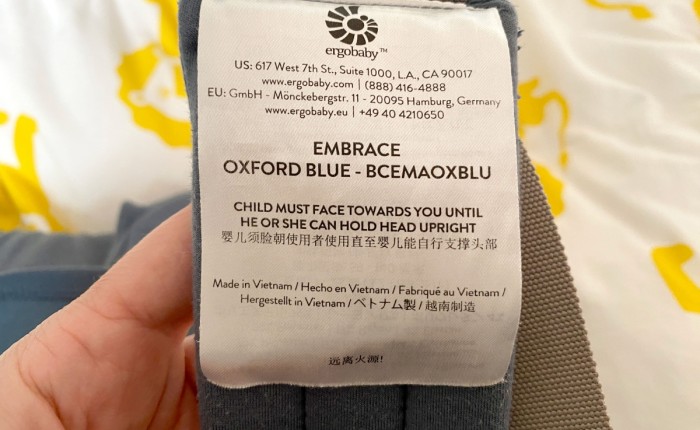 ergobaby™
US: 617 West 7th St., Suite 1000, L.A., CA 90017
www.ergobaby.com | (888) 416-4888
EU: GmbH - Mönckebergstr. 11 - 20095 Hamburg, Germany
www.ergobaby.eu | +49 40 4210650
EMBRACE
OXFORD BLUE - BCEMAOXBLU
CHILD MUST FACE TOWARDS YOU UNTIL
HE OR SHE CAN HOLD HEAD UPRIGHT
婴儿须脸朝使用者使用直至婴儿能自行支撑头部
Made in Vietnam / Hecho en Vietnam / Fabriqué au Vietnam /
Hergestellt in Vietnam / ベトナム製 / 越南制造
远离火源!